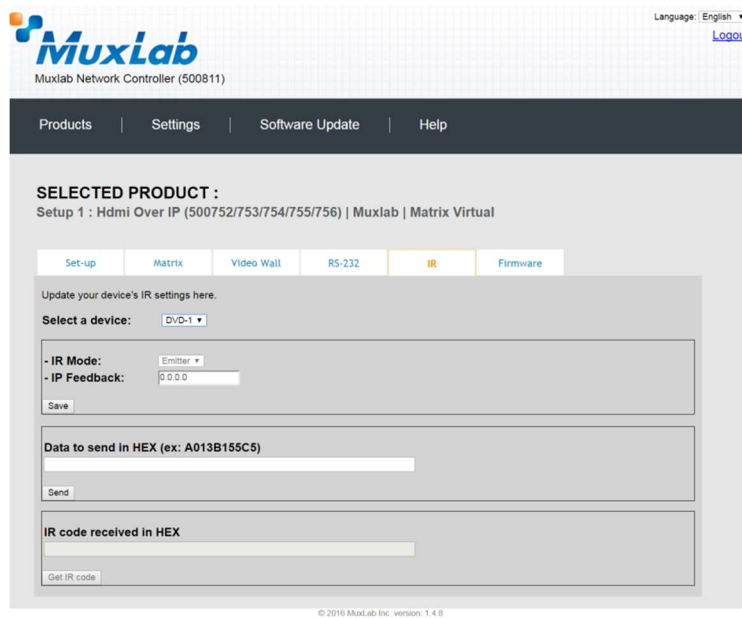 Language: English
Logou
MuxLab
Muxlab Network Controller (500811)
Products | Settings | Software Update | Help
SELECTED PRODUCT :
Setup 1 : Hdmi Over IP (500752/753/754/755/756) | Muxlab | Matrix Virtual
Set-up Matrix Video Wall RS-232 IR Firmware
Update your device's IR settings here.
Select a device: DVD-1
- IR Mode: Emitter
- IP Feedback: 0.0.0.0
Save
Data to send in HEX (ex: A013B155C5)
Send
IR code received in HEX
Get IR code
© 2016 MuxLab Inc. version: 1.4.8